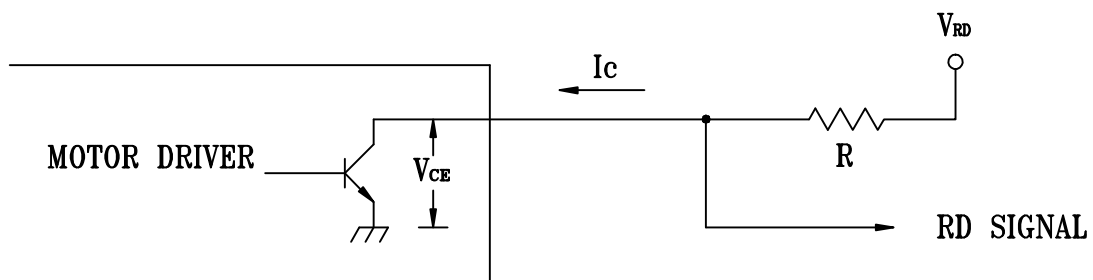 VRD
Ic
MOTOR DRIVER
VCE
R
RD SIGNAL